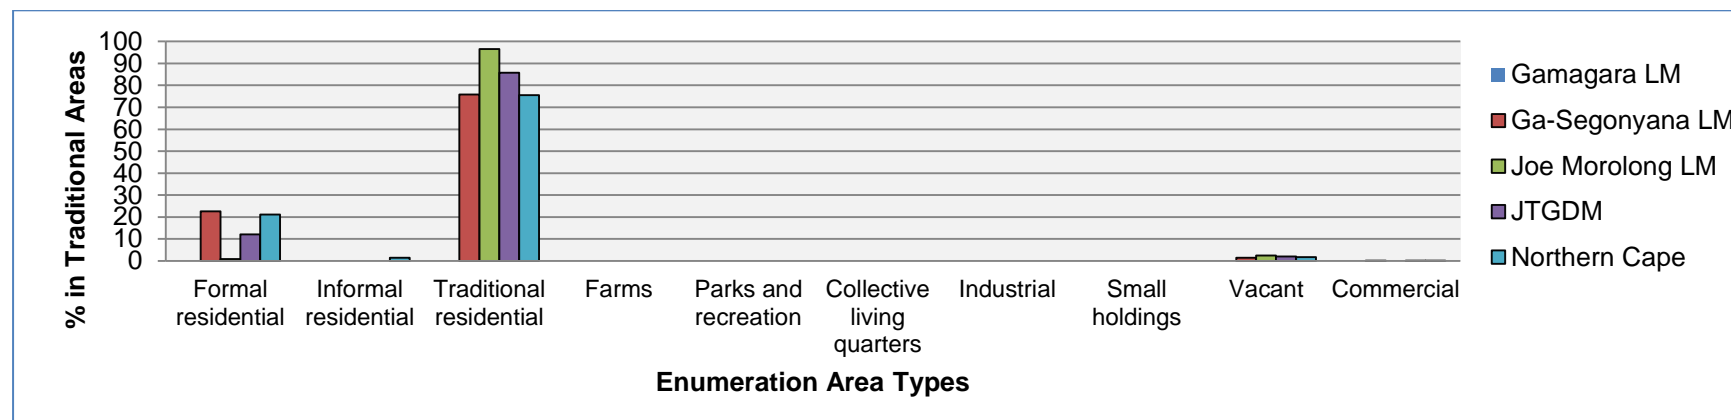 % in Traditional Areas
100
90
80
70
60
50
40
30
20
10
0
Formal
residential
Informal
residential
Traditional
residential
Farms
Parks and
recreation
Collective
living
quarters
Industrial
Small
holdings
Vacant
Commercial
Enumeration Area Types
Gamagara LM
Ga-Segonyana LM
Joe Morolong LM
JTGDM
Northern Cape